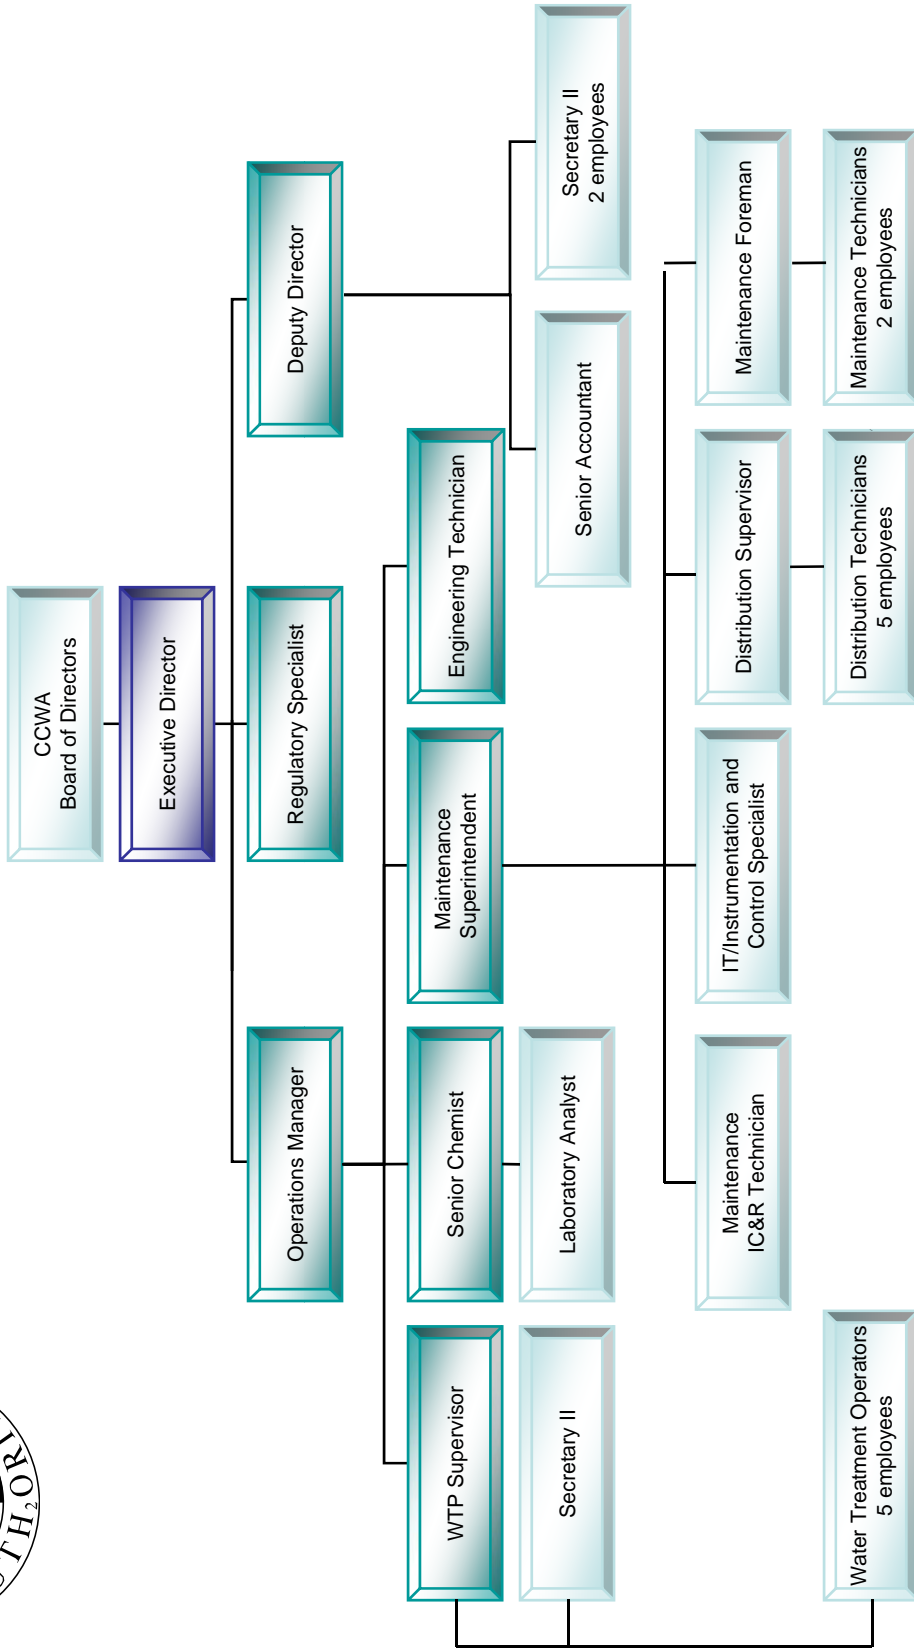 CCWA
Board of Directors
Executive Director
Operations Manager
Regulatory Specialist
Deputy Director
WTP Supervisor
Senior Chemist
Maintenance
Superintendent
Engineering Technician
Secretary II
Laboratory Analyst
Senior Accountant
Secretary II
2 employees
Maintenance
IC&R Technician
IT/Instrumentation and
Control Specialist
Distribution Supervisor
Maintenance Foreman
Water Treatment Operators
5 employees
Distribution Technicians
5 employees
Maintenance Technicians
2 employees